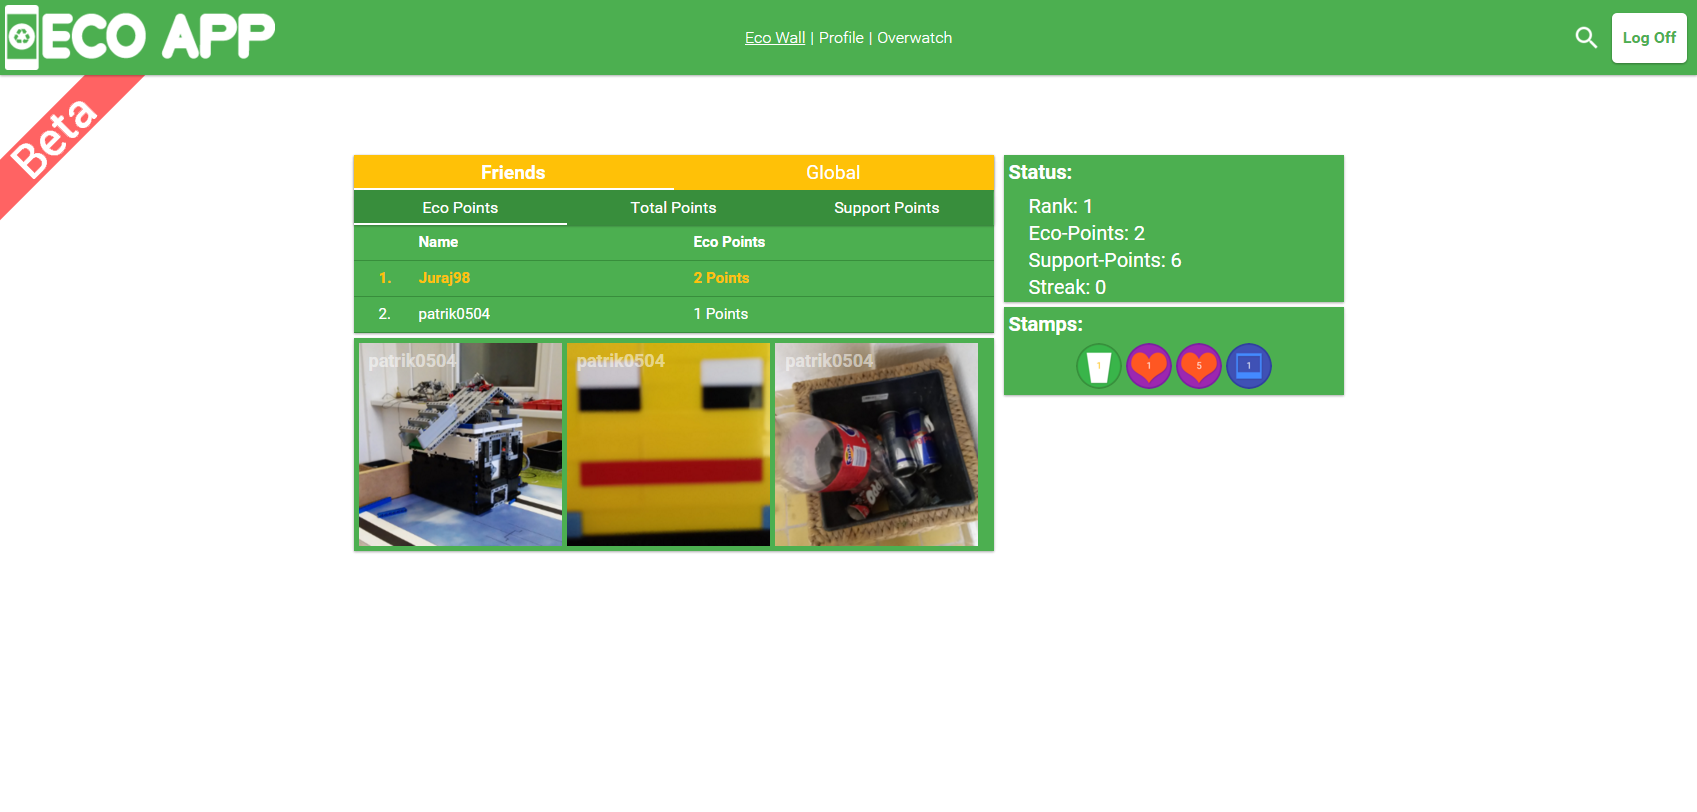 ECO APP
Eco Wall | Profile | Overwatch
Log Off
Beta
Friends Global
Eco Points Total Points Support Points
Name Eco Points
1. Juraj98 2 Points
2. patrik0504 1 Points
patrik0504 patrik0504 patrik0504
Status:
Rank: 1
Eco-Points: 2
Support-Points: 6
Streak: 0
Stamps:
1 1 5 1